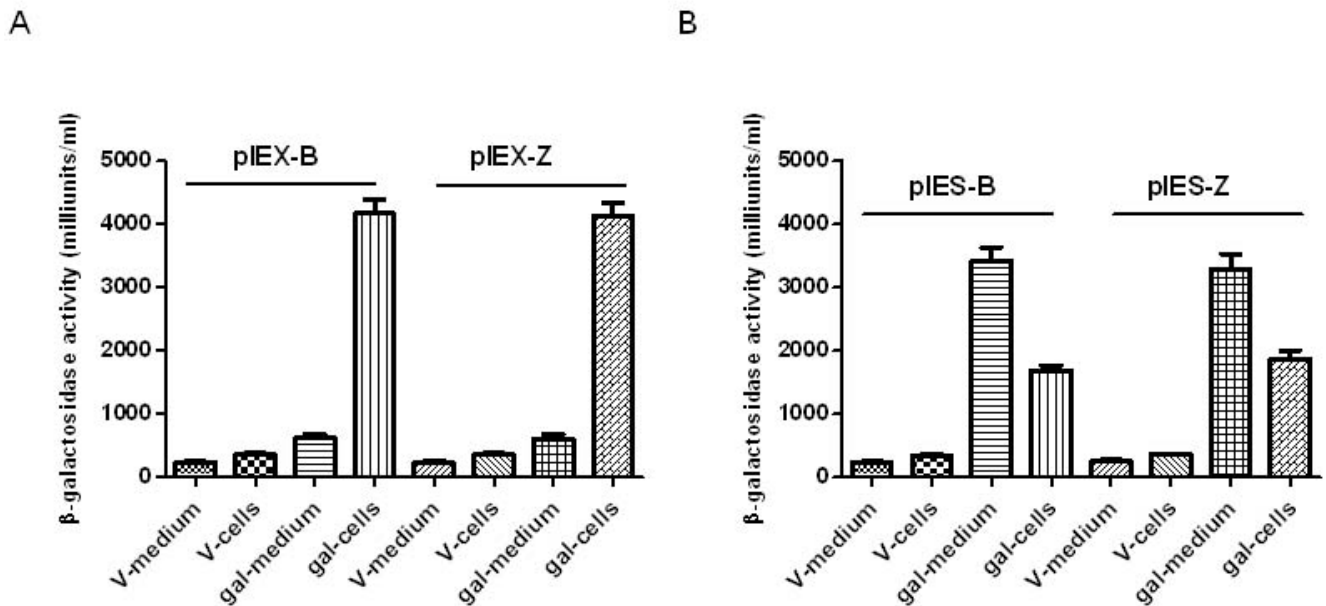 A
β-galactosidase activity (milliunits/ml)
5000
4000
3000
2000
1000
0
pIEX-B
pIEX-Z
V-medium
V-cells
gal-medium
gal-cells
V-medium
V-cells
gal-medium
gal-cells
B
β-galactosidase activity (milliunits/ml)
5000
4000
3000
2000
1000
0
pIES-B
pIES-Z
V-medium
V-cells
gal-medium
gal-cells
V-medium
V-cells
gal-medium
gal-cells